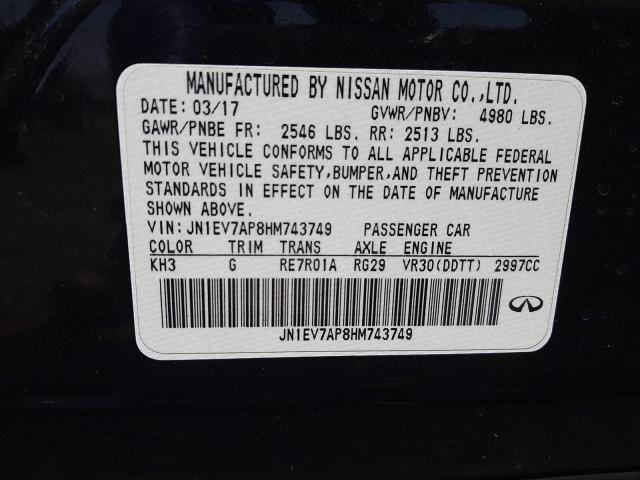 MANUFACTURED BY NISSAN MOTOR CO.,LTD.
DATE: 03/17 GVWR/PNBV: 4980 LBS.
GAWR/PNBE FR: 2546 LBS. RR: 2513 LBS.
THIS VEHICLE CONFORMS TO ALL APPLICABLE FEDERAL
MOTOR VEHICLE SAFETY,BUMPER,AND THEFT PREVENTION
STANDARDS IN EFFECT ON THE DATE OF MANUFACTURE
SHOWN ABOVE.
VIN: JN1EV7AP8HM743749 PASSENGER CAR
COLOR TRIM TRANS AXLE ENGINE
KH3 G RE7R01A RG29 VR30(DDTT) 2997CC
JN1EV7AP8HM743749